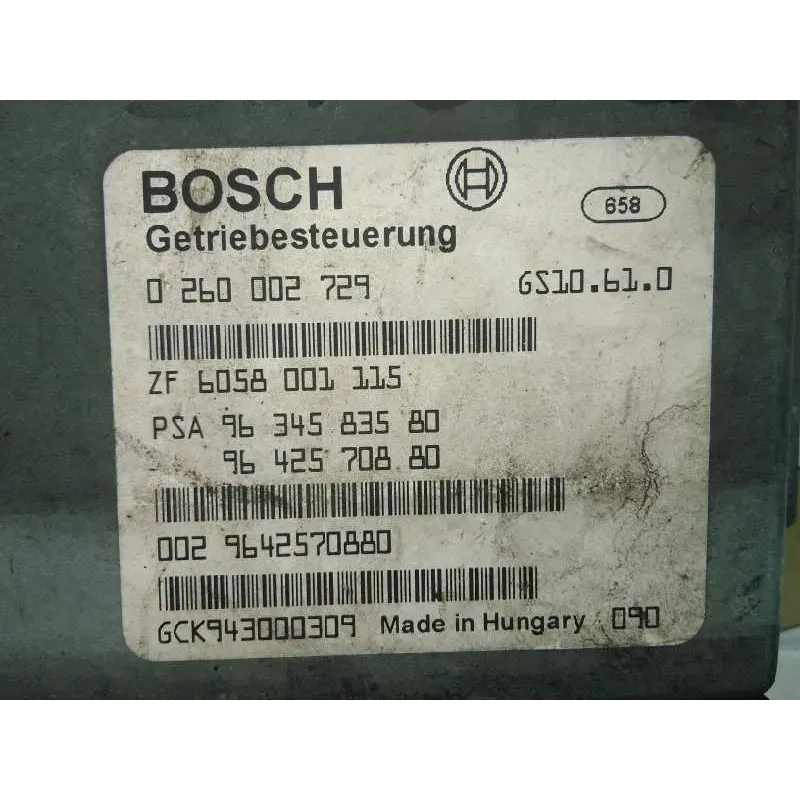 BOSCH
658
Getriebesteuerung
0 260 002 729 GS10.61.0
ZF 6058 001 115
PSA 96 345 835 80
96 425 708 80
002 9642570880
GCK943000309 Made in Hungary 090